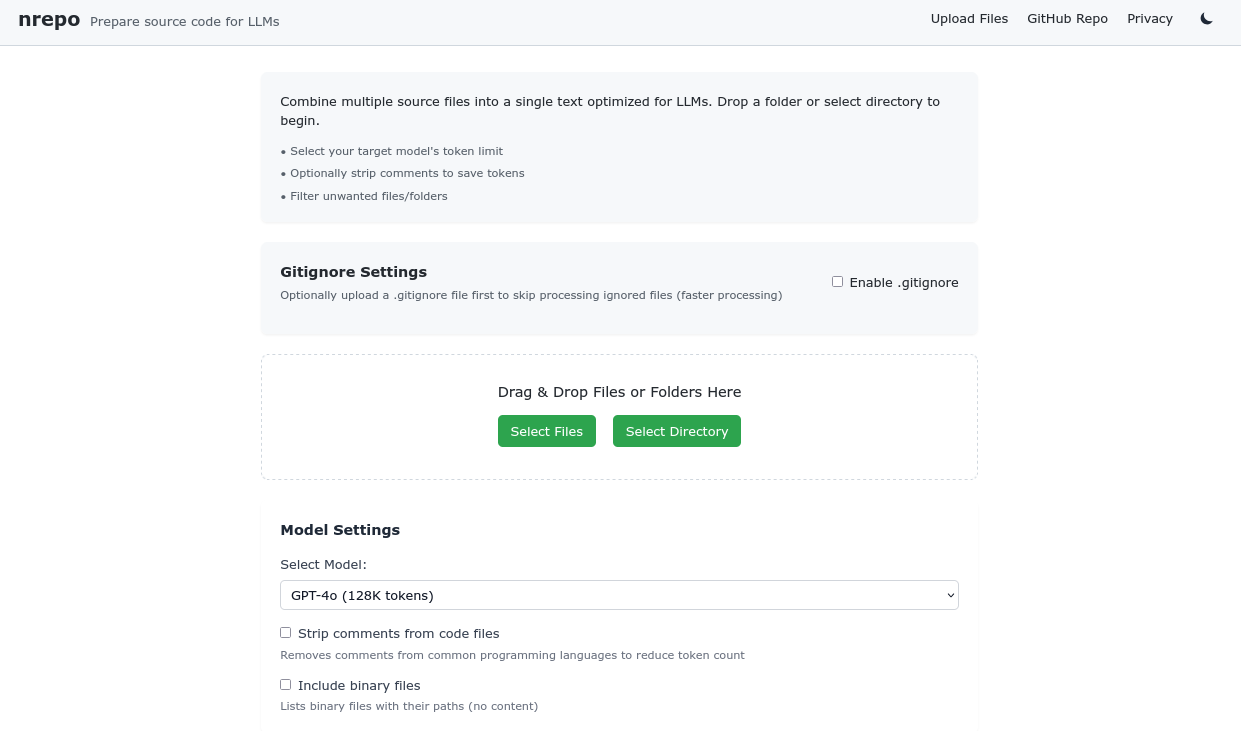 nrepo Prepare source code for LLMs Upload Files GitHub Repo Privacy
Combine multiple source files into a single text optimized for LLMs. Drop a folder or select directory to
begin.
• Select your target model's token limit
• Optionally strip comments to save tokens
• Filter unwanted files/folders
Gitignore Settings
Optionally upload a .gitignore file first to skip processing ignored files (faster processing)
Enable .gitignore
Drag & Drop Files or Folders Here
Select Files Select Directory
Model Settings
Select Model:
GPT-4o (128K tokens)
Strip comments from code files
Removes comments from common programming languages to reduce token count
Include binary files
Lists binary files with their paths (no content)